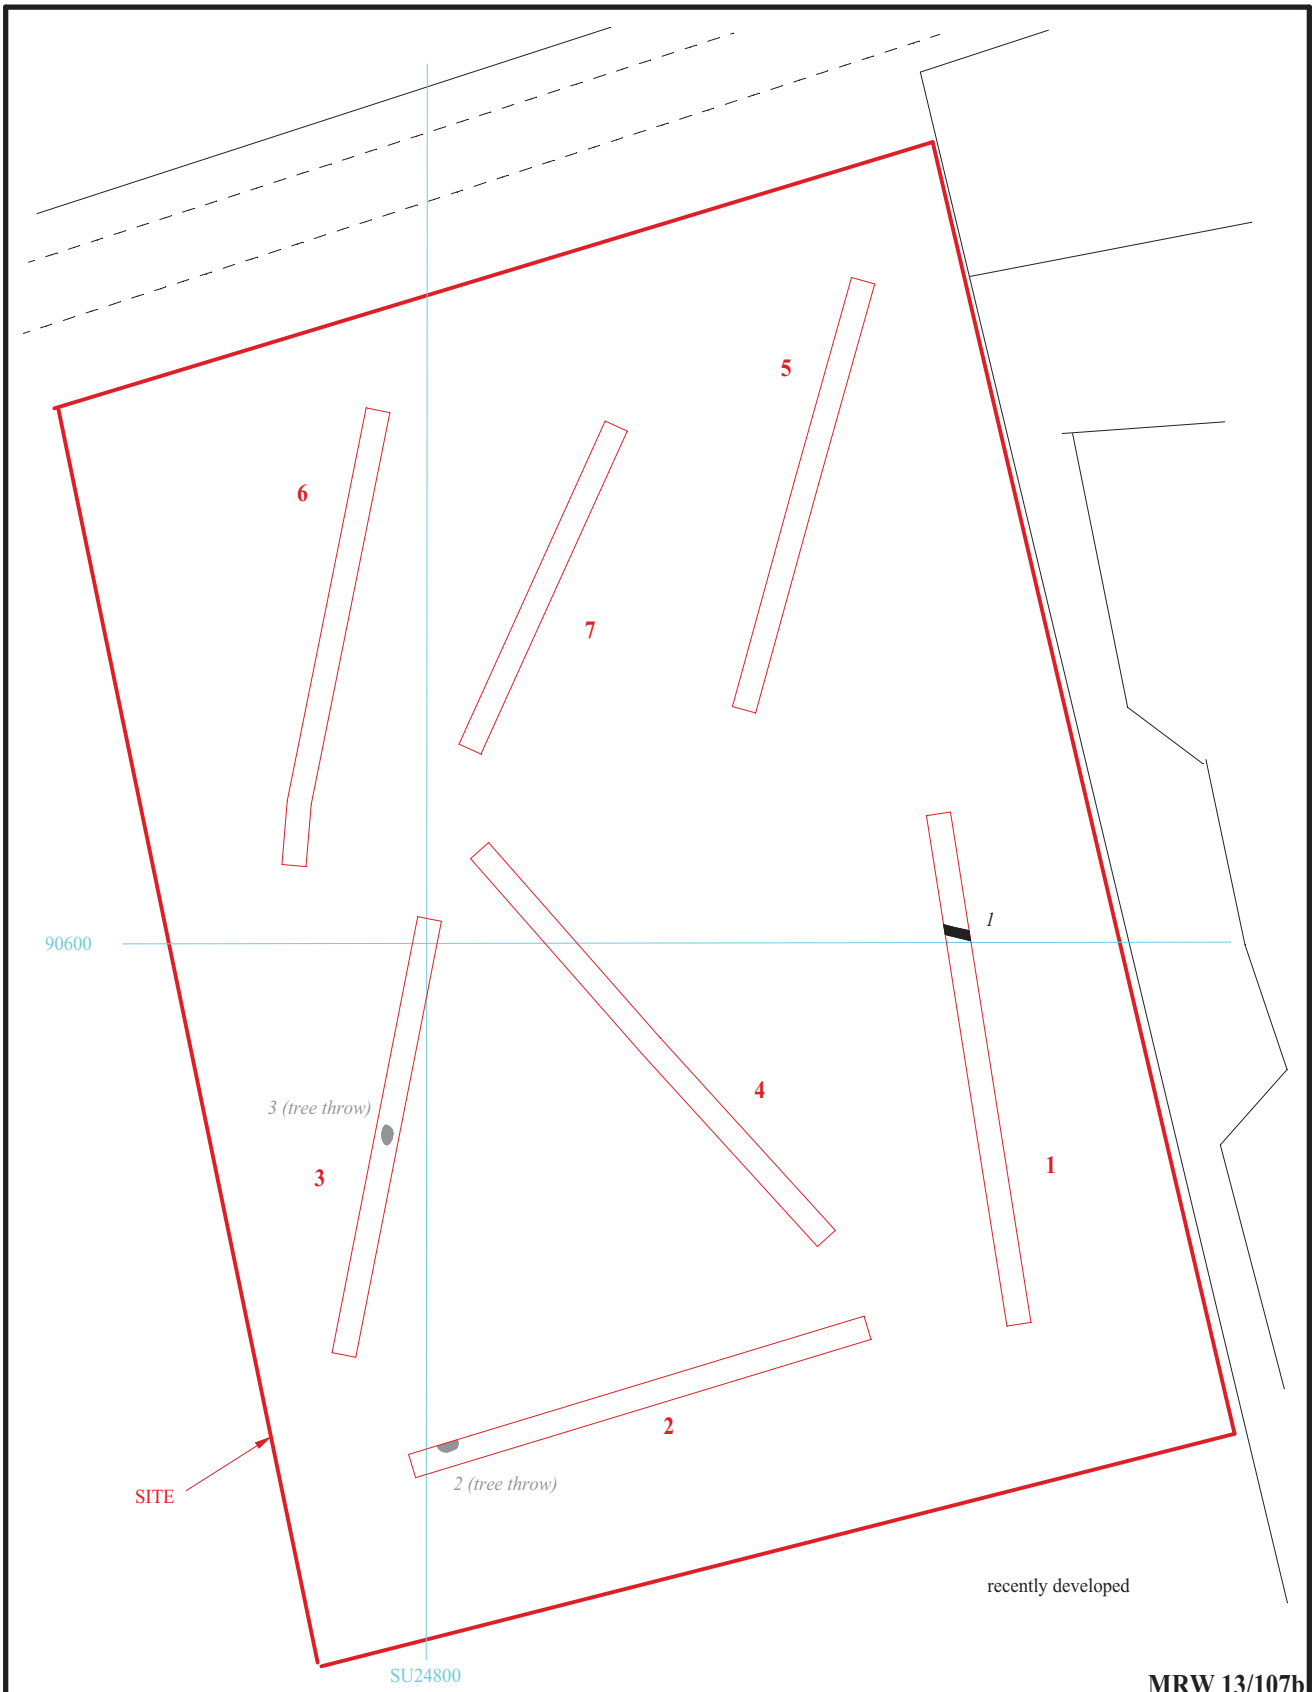 5
6
7
1
90600
4
3 (tree throw)
1
3
2
2 (tree throw)
SITE
recently developed
SU24800
MRW 13/107b